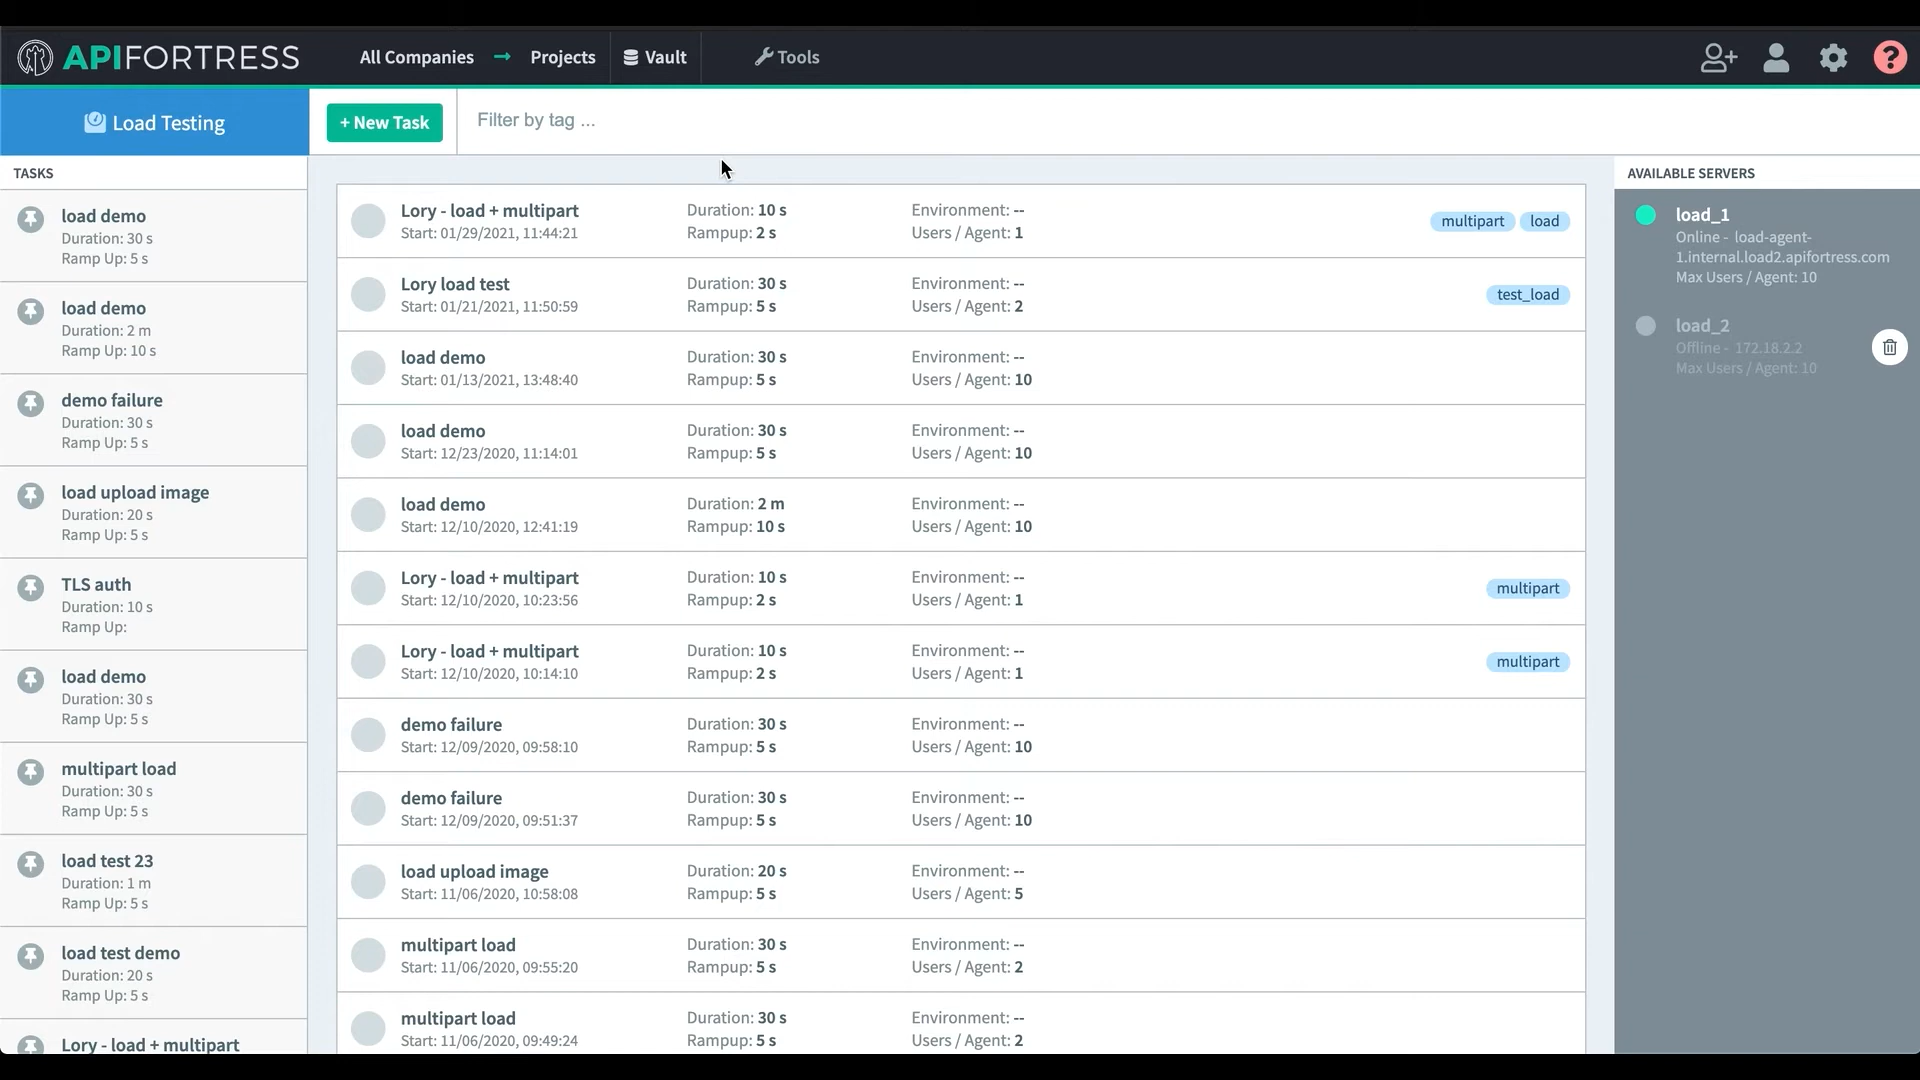 APIFORTRESS
All Companies → Projects
Vault
Tools
?
Load Testing
+ New Task
Filter by tag ...
TASKS
load demo
Duration: 30 s
Ramp Up: 5 s
load demo
Duration: 2 m
Ramp Up: 10 s
demo failure
Duration: 30 s
Ramp Up: 5 s
load upload image
Duration: 20 s
Ramp Up: 5 s
TLS auth
Duration: 10 s
Ramp Up:
load demo
Duration: 30 s
Ramp Up: 5 s
multipart load
Duration: 30 s
Ramp Up: 5 s
load test 23
Duration: 1 m
Ramp Up: 5 s
load test demo
Duration: 20 s
Ramp Up: 5 s
Lory - load + multipart
Lory - load + multipart Duration: 10 s Environment: --
Start: 01/29/2021, 11:44:21 Rampup: 2 s Users / Agent: 1
multipart load
Lory load test Duration: 30 s Environment: --
Start: 01/21/2021, 11:50:59 Rampup: 5 s Users / Agent: 2
test_load
load demo Duration: 30 s Environment: --
Start: 01/13/2021, 13:48:40 Rampup: 5 s Users / Agent: 10
load demo Duration: 30 s Environment: --
Start: 12/23/2020, 11:14:01 Rampup: 5 s Users / Agent: 10
load demo Duration: 2 m Environment: --
Start: 12/10/2020, 12:41:19 Rampup: 10 s Users / Agent: 10
Lory - load + multipart Duration: 10 s Environment: --
Start: 12/10/2020, 10:23:56 Rampup: 2 s Users / Agent: 1
multipart
Lory - load + multipart Duration: 10 s Environment: --
Start: 12/10/2020, 10:14:10 Rampup: 2 s Users / Agent: 1
multipart
demo failure Duration: 30 s Environment: --
Start: 12/09/2020, 09:58:10 Rampup: 5 s Users / Agent: 10
demo failure Duration: 30 s Environment: --
Start: 12/09/2020, 09:51:37 Rampup: 5 s Users / Agent: 10
load upload image Duration: 20 s Environment: --
Start: 11/06/2020, 10:58:08 Rampup: 5 s Users / Agent: 5
multipart load Duration: 30 s Environment: --
Start: 11/06/2020, 09:55:20 Rampup: 5 s Users / Agent: 2
multipart load Duration: 30 s Environment: --
Start: 11/06/2020, 09:49:24 Rampup: 5 s Users / Agent: 2
AVAILABLE SERVERS
load_1
Online - load-agent-
1.internal.load2.apifortress.com
Max Users / Agent: 10
load_2
Offline - 172.18.2.2
Max Users / Agent: 10